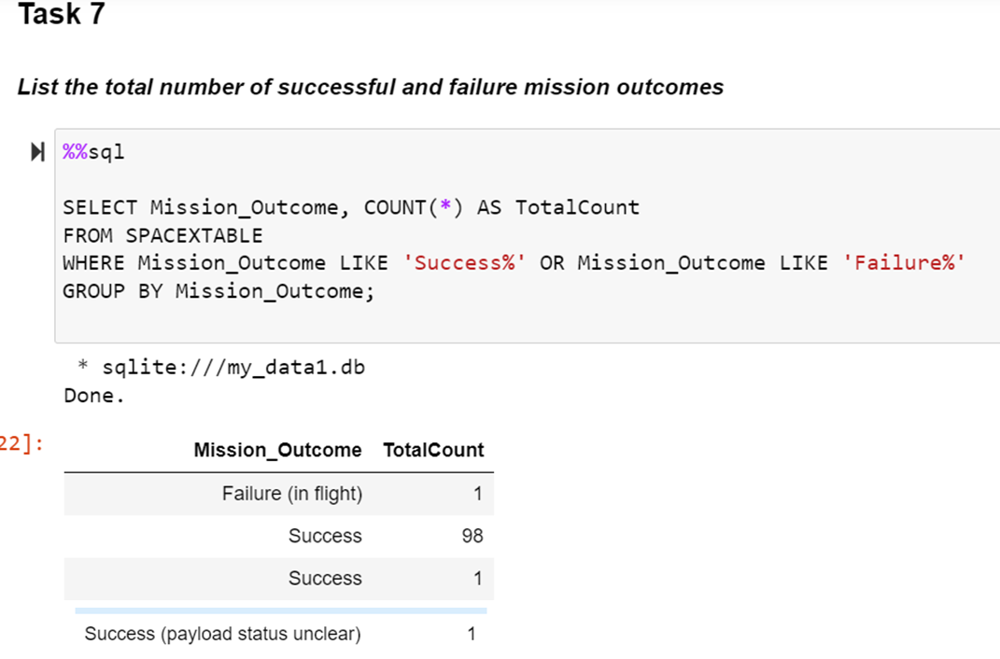 Task 7
List the total number of successful and failure mission outcomes
%%sql
SELECT Mission_Outcome, COUNT(*) AS TotalCount
FROM SPACEXTABLE
WHERE Mission_Outcome LIKE 'Success%' OR Mission_Outcome LIKE 'Failure%'
GROUP BY Mission_Outcome;
* sqlite:///my_data1.db
Done.
22]:
Mission_Outcome TotalCount
Failure (in flight) 1
Success 98
Success 1
Success (payload status unclear) 1